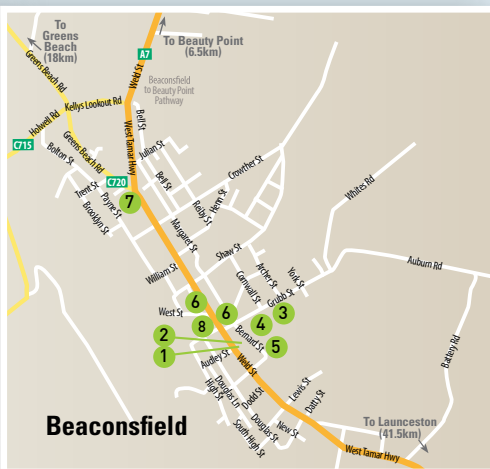 To
Greens
Beach
(18km)
To Beauty Point
(6.5km)
A7
Weld St
Beaconsfield
to Beauty Point
Pathway
Greens Beach Rd
Kellys Lookout Rd
Holwell Rd
C715
Bolton St
Greens Beach Rd
C720
West Tamar Hwy
Bell St
Julian St
Bell St
Crowther St
Trent St
Payne St
7
Brooklyn St
Reiby St
Henn St
Whites Rd
Margaret St
Shaw St
Archer St
York St
Auburn Rd
William St
Cornwall St
Grubb St
West St
6
6
3
8
4
2
Bernard St
5
1
Audley St
Weld St
High St
Douglas Ln
Dodd St
Lewis St
Battery Rd
Douglas St
New St
Datty St
South High St
Beaconsfield
To Launceston
(41.5km)
West Tamar Hwy